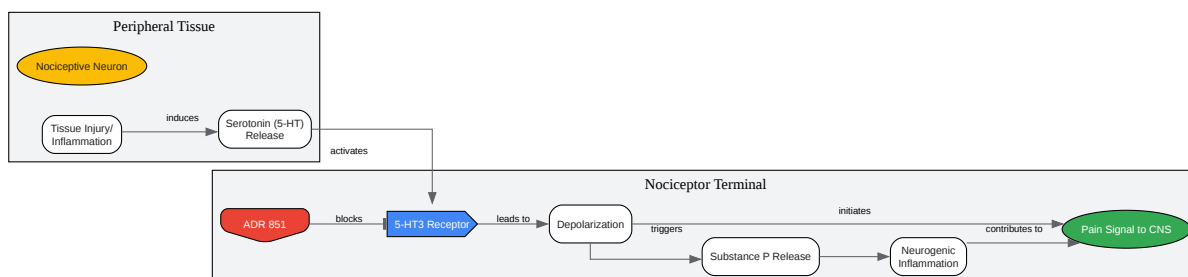 Peripheral Tissue
Nociceptive Neuron
Tissue Injury/
Inflammation
induces
Serotonin (5-HT)
Release
activates
Nociceptor Terminal
ADR 851
blocks
5-HT3 Receptor
leads to
Depolarization
initiates
triggers
Substance P Release
Neurogenic
Inflammation
contributes to
Pain Signal to CNS